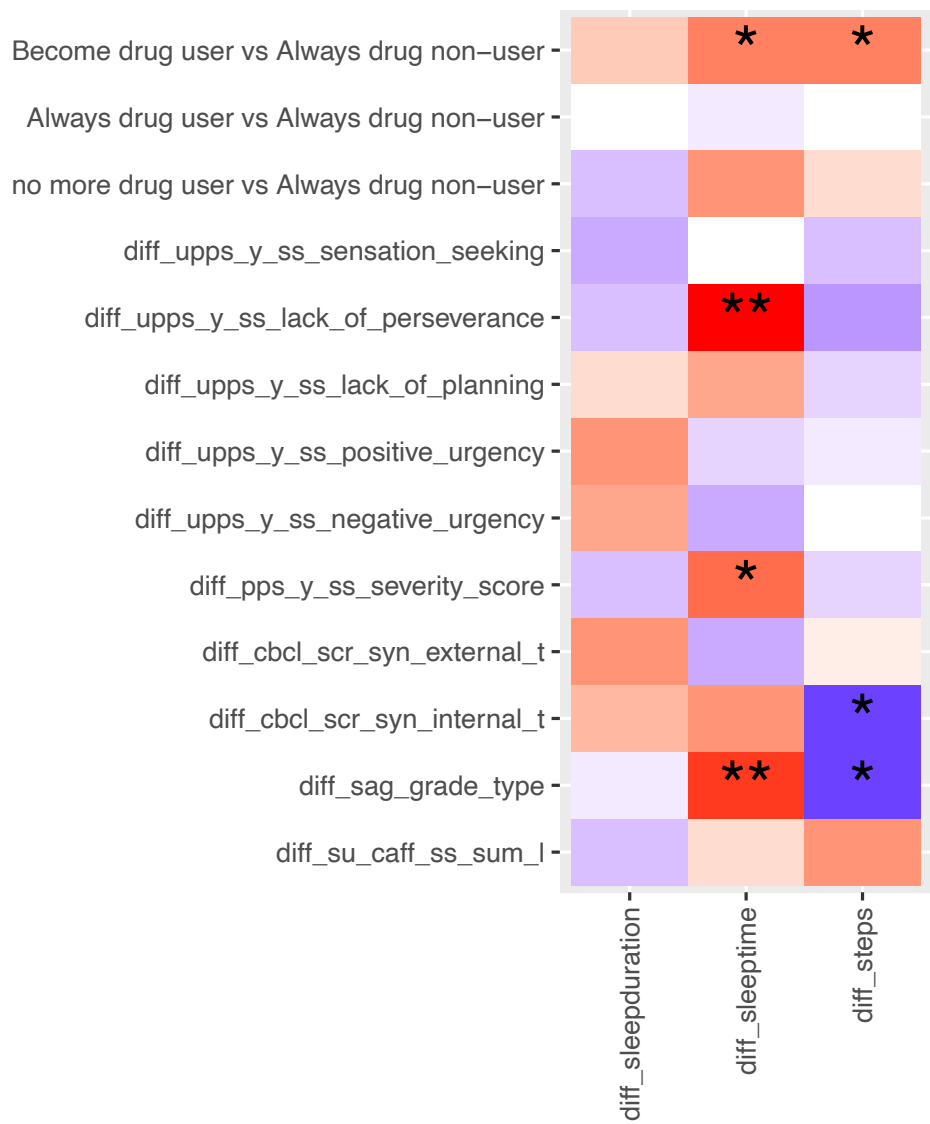 Become drug user vs Always drug non−user
* *
Always drug user vs Always drug non−user
no more drug user vs Always drug non−user
diff_upps_y_ss_sensation_seeking
diff_upps_y_ss_lack_of_perseverance
**
diff_upps_y_ss_lack_of_planning
diff_upps_y_ss_positive_urgency
diff_upps_y_ss_negative_urgency
diff_pps_y_ss_severity_score
*
diff_cbcl_scr_syn_external_t
diff_cbcl_scr_syn_internal_t
*
diff_sag_grade_type
** *
diff_su_caff_ss_sum_l
diff_sleepduration
diff_sleeptime
diff_steps